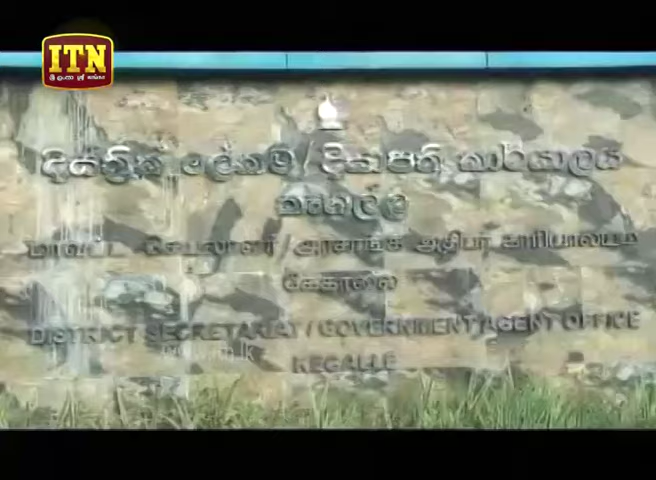 ITN
දිස්ත්‍රික් ලේකම් / දිසාපති කාර්යාලය
කෑගල්ල
மாவட்ட செயலாளர் / அரசாங்க அதிபர் காரியாலயம்
கேகாலை
DISTRICT SECRETARIAT / GOVERNMENT AGENT OFFICE
KEGALLE